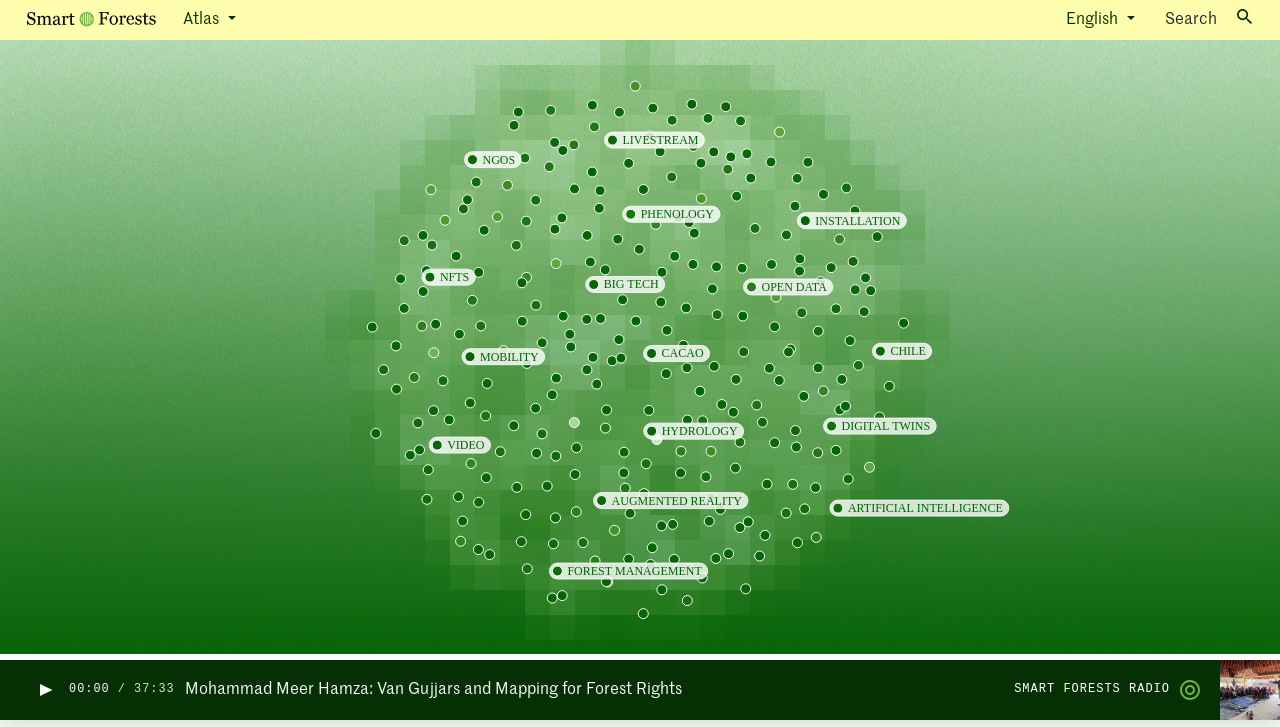 Smart Forests Atlas English Search
LIVESTREAM
NGOS
PHENOLOGY
INSTALLATION
NFTS
BIG TECH
OPEN DATA
MOBILITY
CACAO
CHILE
DIGITAL TWINS
HYDROLOGY
VIDEO
AUGMENTED REALITY
ARTIFICIAL INTELLIGENCE
FOREST MANAGEMENT
00:00 / 37:33 Mohammad Meer Hamza: Van Gujjars and Mapping for Forest Rights SMART FORESTS RADIO